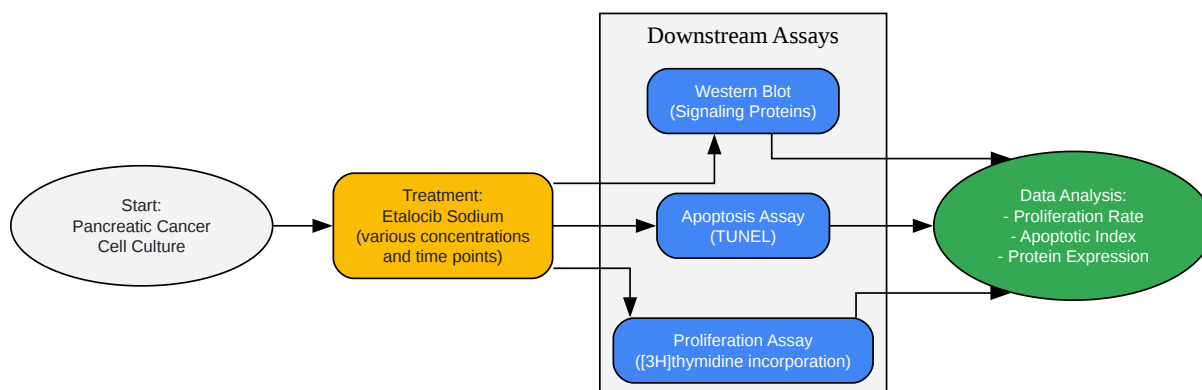 Downstream Assays
Western Blot
(Signaling Proteins)
Start:
Pancreatic Cancer
Cell Culture
Treatment:
Etalocib Sodium
(various concentrations
and time points)
Apoptosis Assay
(TUNEL)
Data Analysis:
- Proliferation Rate
- Apoptotic Index
- Protein Expression
Proliferation Assay
([3H]thymidine incorporation)